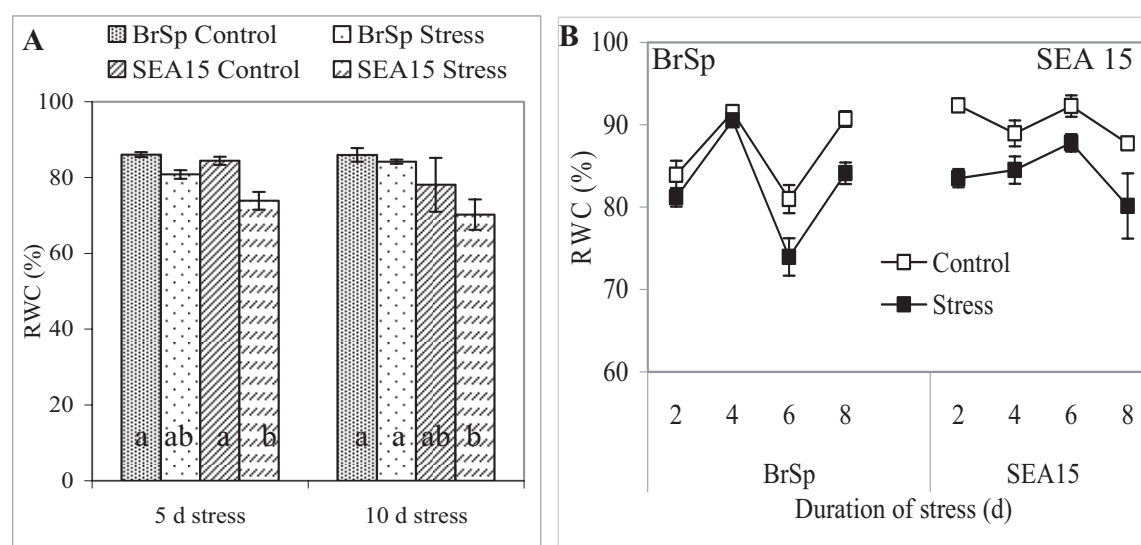 A
BrSp Control BrSp Stress
SEA15 Control SEA15 Stress
RWC (%)
100
80
60
40
20
0
a ab a b a a ab b
5 d stress 10 d stress
B
BrSp SEA 15
RWC (%)
100
90
80
70
60
Control
Stress
2 4 6 8 2 4 6 8
BrSp SEA15
Duration of stress (d)